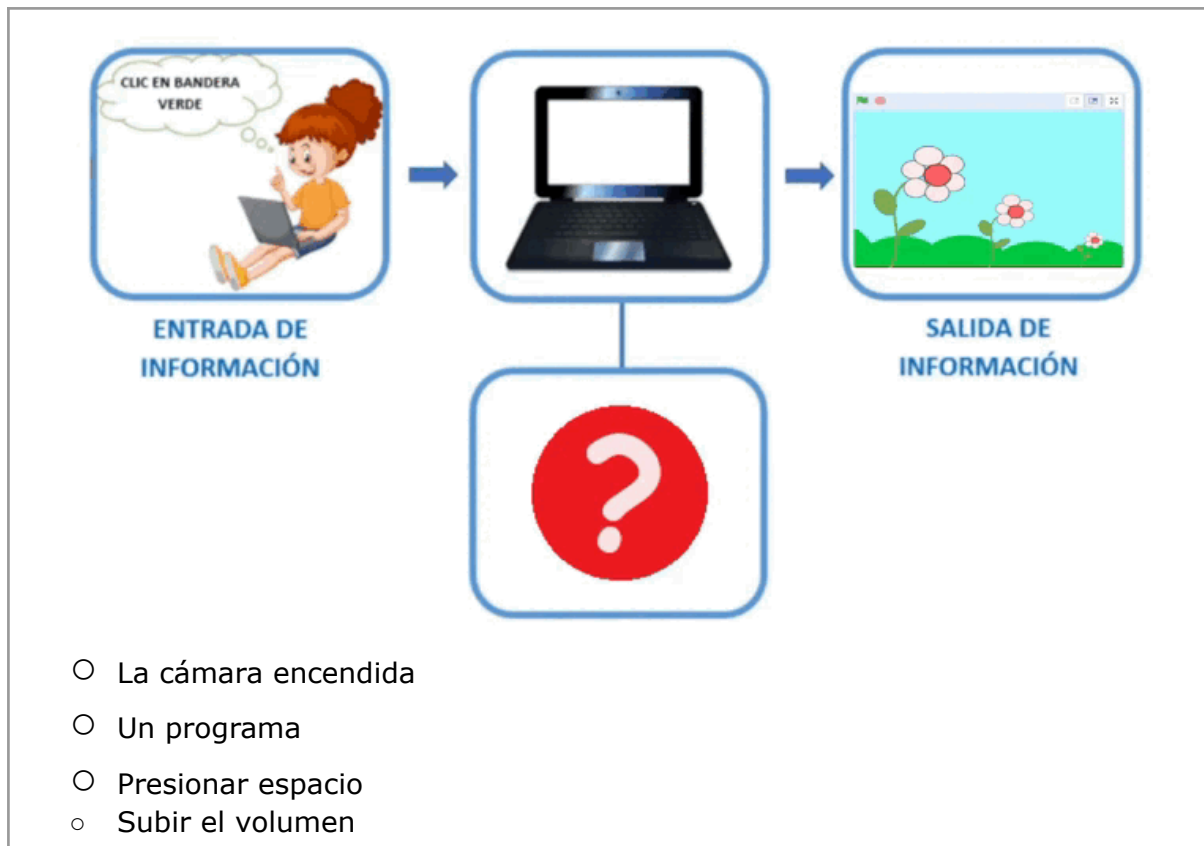 CLIC EN BANDERA
VERDE
ENTRADA DE
INFORMACIÓN
SALIDA DE
INFORMACIÓN
?
La cámara encendida
Un programa
Presionar espacio
Subir el volumen